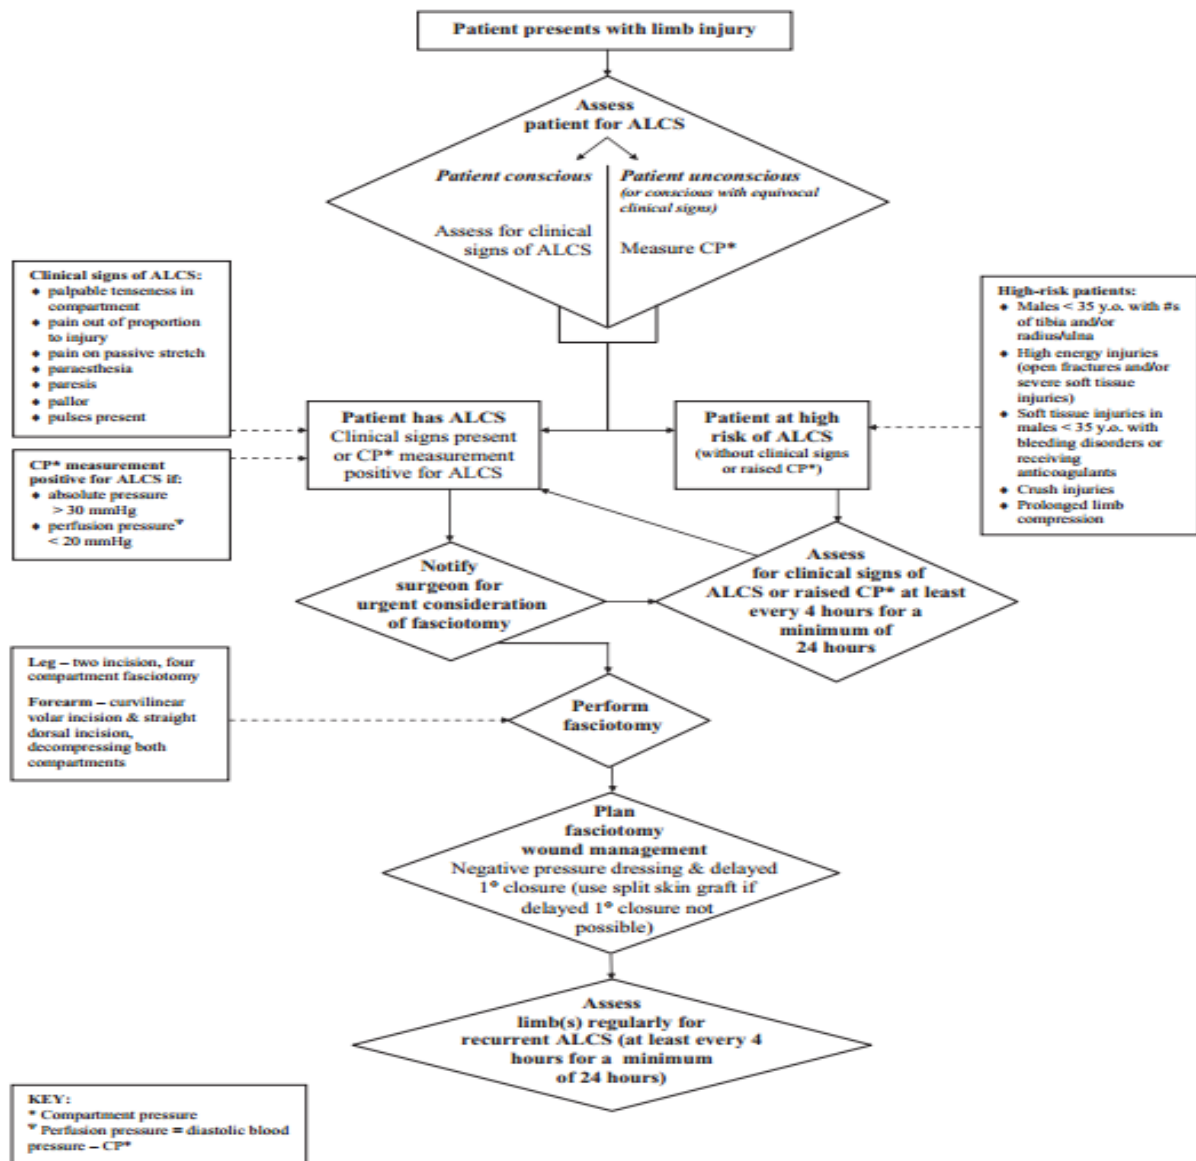 Patient presents with limb injury
Assess
patient for ALCS
Patient conscious
Assess for clinical
signs of ALCS
Patient unconscious
(or conscious with equivocal
clinical signs)
Measure CP*
Clinical signs of ALCS:
• palpable tenseness in
compartment
• pain out of proportion
to injury
• pain on passive stretch
• paraesthesia
• paresis
• pallor
• pulses present
CP* measurement
positive for ALCS if:
• absolute pressure
> 30 mmHg
• perfusion pressure^Ψ
< 20 mmHg
High-risk patients:
• Males < 35 y.o. with #s
of tibia and/or
radius/ulna
• High energy injuries
(open fractures and/or
severe soft tissue
injuries)
• Soft tissue injuries in
males < 35 y.o. with
bleeding disorders or
receiving
anticoagulants
• Crush injuries
• Prolonged limb
compression
Patient has ALCS
Clinical signs present
or CP* measurement
positive for ALCS
Patient at high
risk of ALCS
(without clinical signs
or raised CP*)
Notify
surgeon for
urgent consideration
of fasciotomy
Assess
for clinical signs of
ALCS or raised CP* at least
every 4 hours for a
minimum of
24 hours
Leg – two incision, four
compartment fasciotomy
Forearm – curvilinear
volar incision & straight
dorsal incision,
decompressing both
compartments
Perform
fasciotomy
Plan
fasciotomy
wound management
Negative pressure dressing & delayed
1° closure (use split skin graft if
delayed 1° closure not
possible)
Assess
limb(s) regularly for
recurrent ALCS (at least every 4
hours for a minimum
of 24 hours)
KEY:
* Compartment pressure
Ψ Perfusion pressure = diastolic blood
pressure – CP*